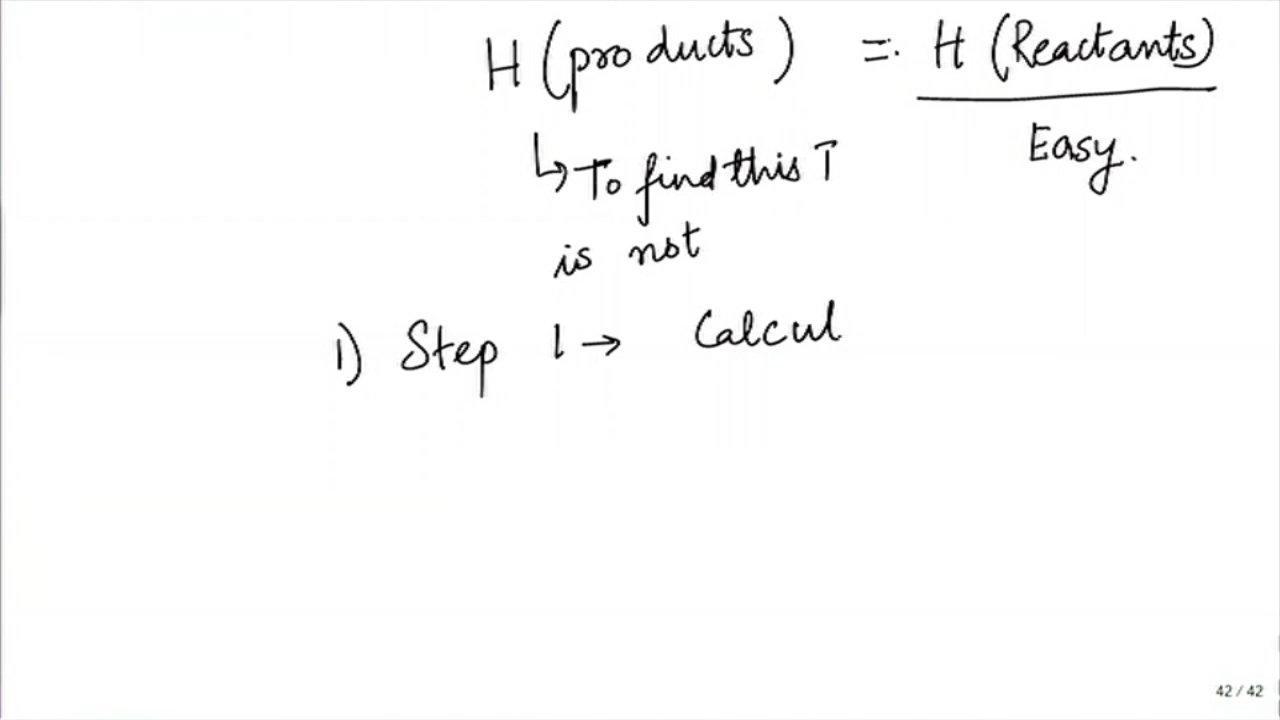 H (products) = H (Reactants)
Easy.
↳ To find this T
is not
1) Step 1 → Calcul
42 / 42